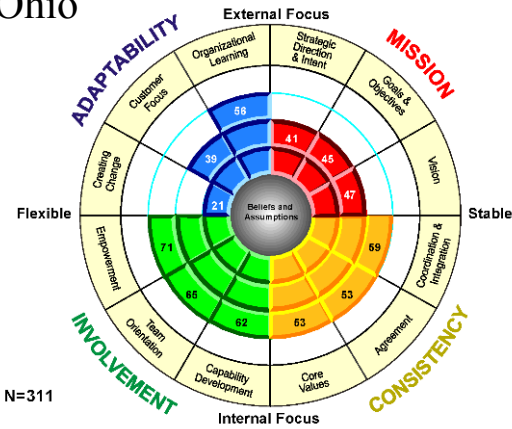 Ohio
External Focus
ADAPTABILITY
MISSION
Organizational
Learning
Strategic
Direction
& Intent
Customer
Focus
Goals &
Objectives
Creating
Change
Vision
56
41
39
45
21
47
Beliefs and
Assumptions
Flexible
Stable
Empowerment
Coordination &
Integration
71
59
65
53
62
53
Team
Orientation
Agreement
Capability
Development
Core
Values
INVOLVEMENT
CONSISTENCY
N=311
Internal Focus